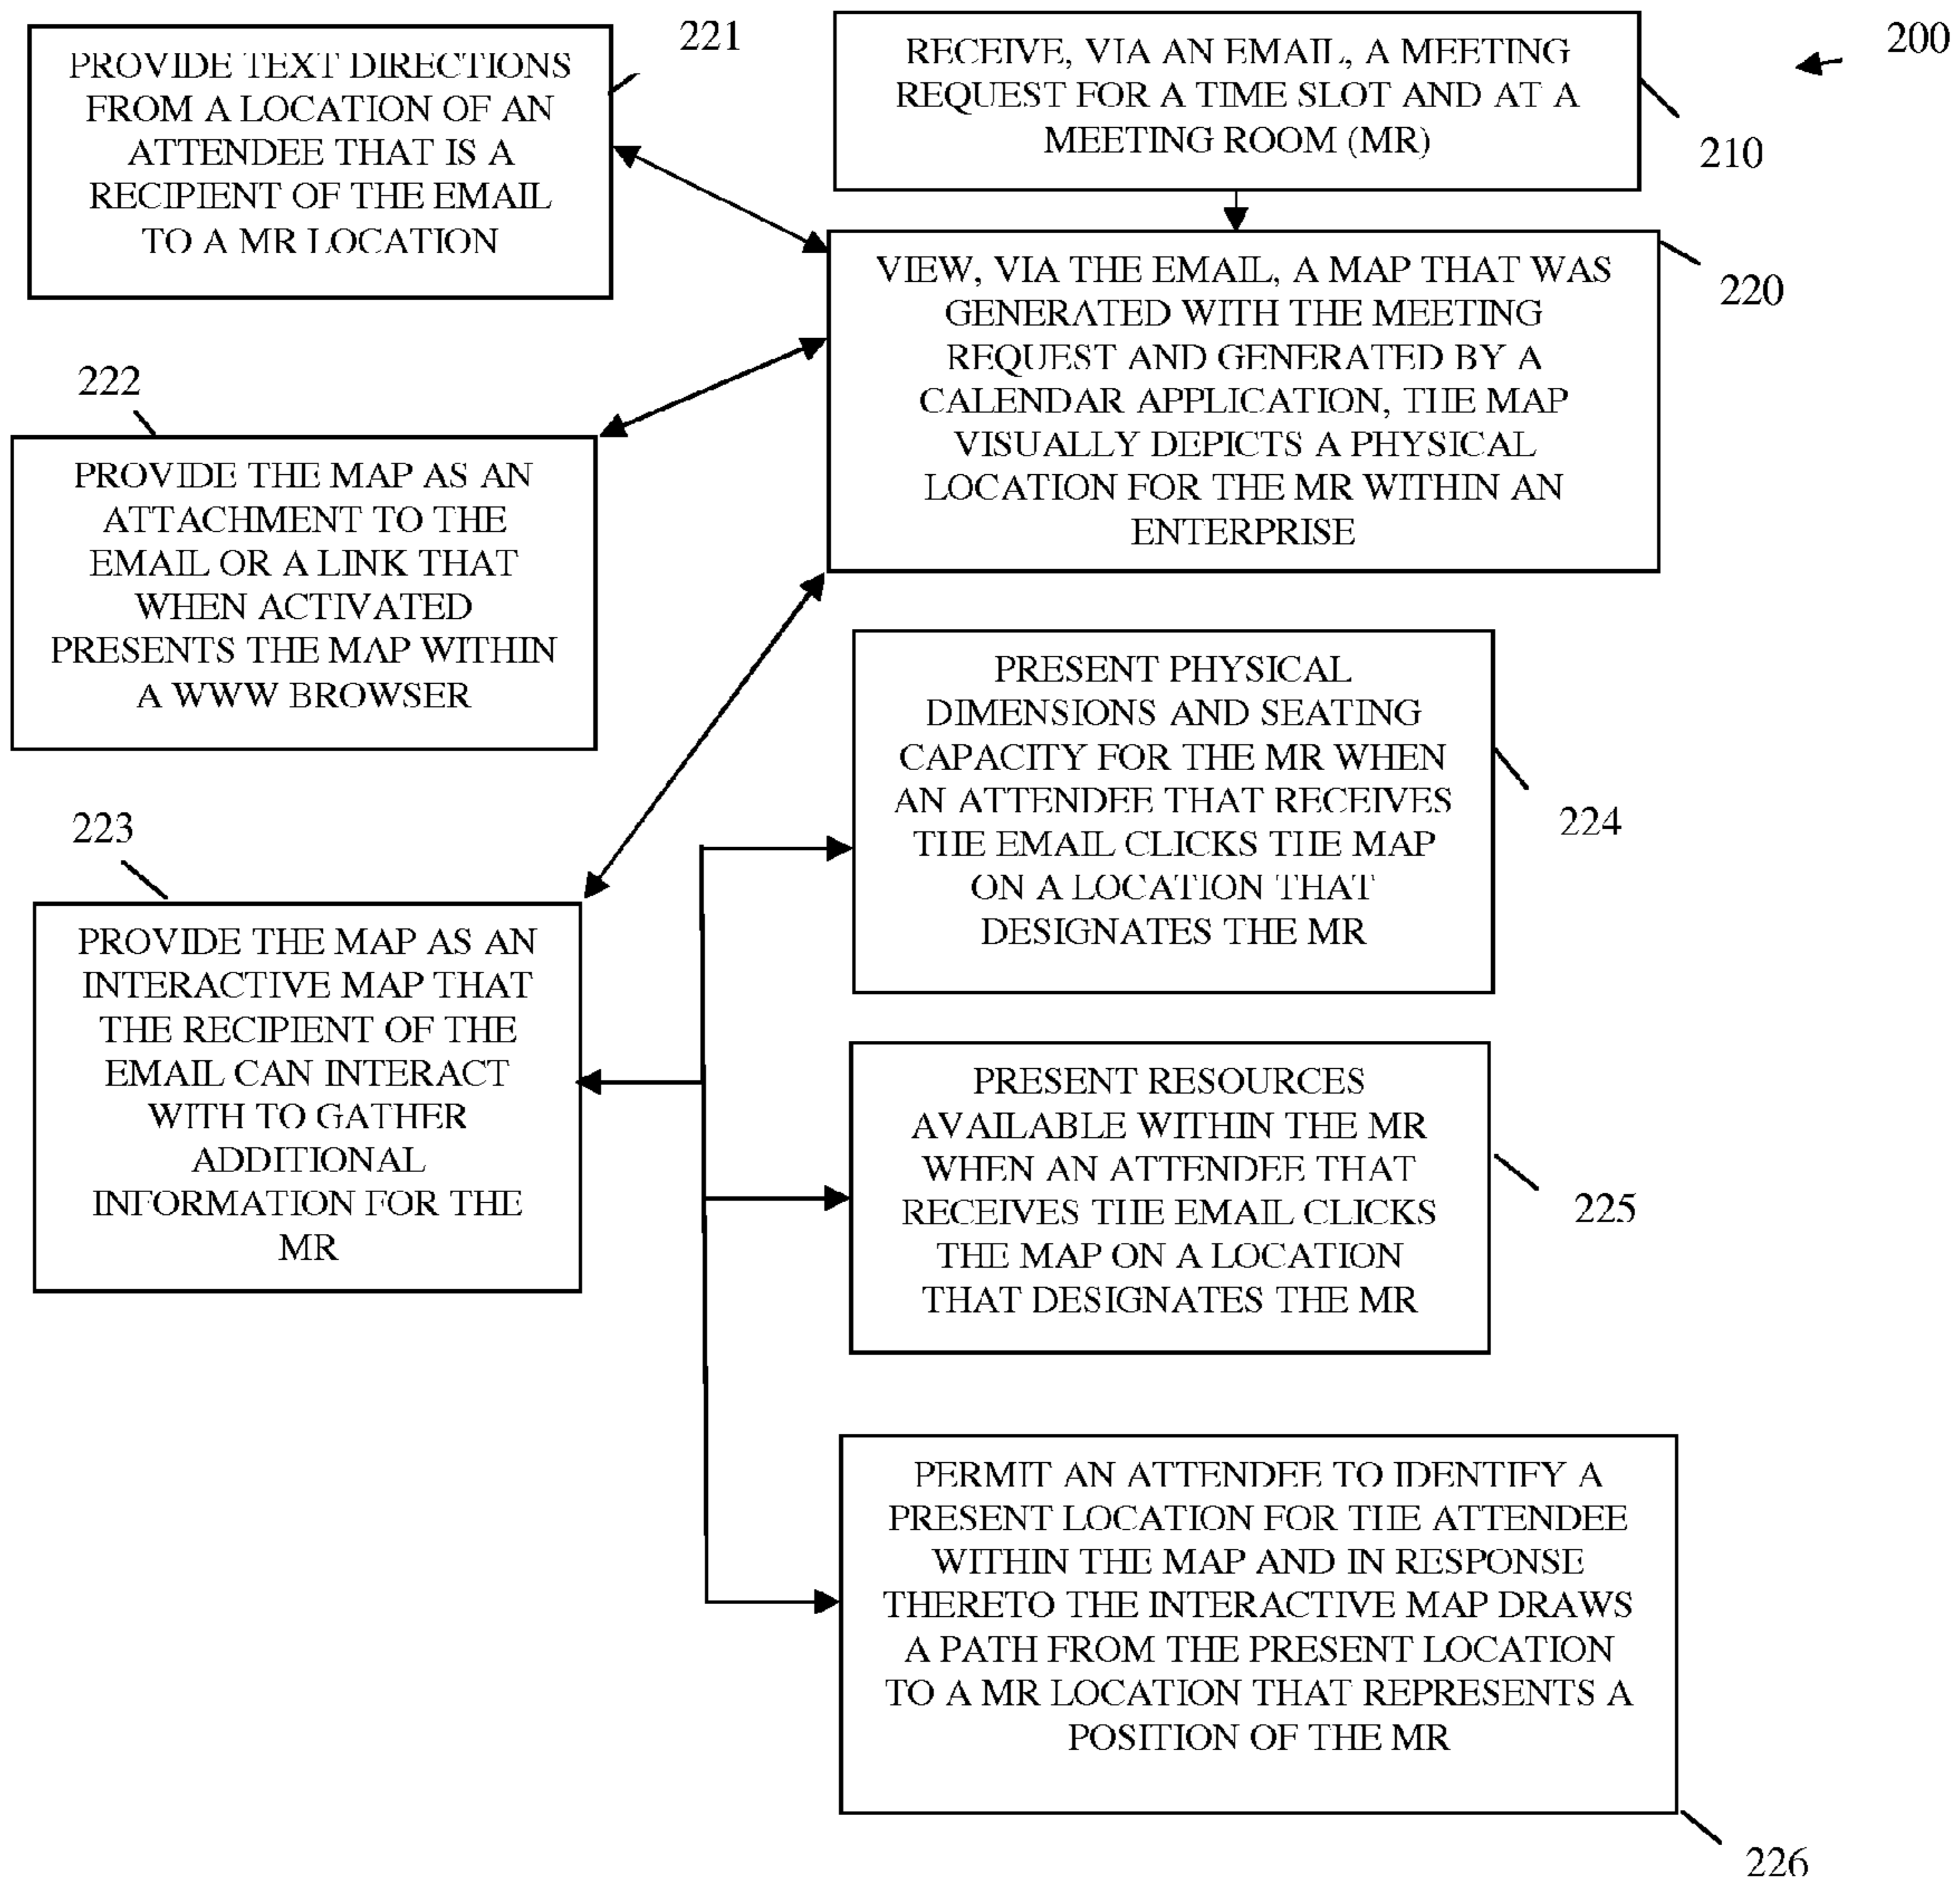 200
RECEIVE, VIA AN EMAIL, A MEETING
REQUEST FOR A TIME SLOT AND AT A
MEETING ROOM (MR)
210
VIEW, VIA THE EMAIL, A MAP THAT WAS
GENERATED WITH THE MEETING
REQUEST AND GENERATED BY A
CALENDAR APPLICATION, THE MAP
VISUALLY DEPICTS A PHYSICAL
LOCATION FOR THE MR WITHIN AN
ENTERPRISE
220
221
PROVIDE TEXT DIRECTIONS
FROM A LOCATION OF AN
ATTENDEE THAT IS A
RECIPIENT OF THE EMAIL
TO A MR LOCATION
222
PROVIDE THE MAP AS AN
ATTACHMENT TO THE
EMAIL OR A LINK THAT
WHEN ACTIVATED
PRESENTS THE MAP WITHIN
A WWW BROWSER
223
PROVIDE THE MAP AS AN
INTERACTIVE MAP THAT
THE RECIPIENT OF THE
EMAIL CAN INTERACT
WITH TO GATHER
ADDITIONAL
INFORMATION FOR THE
MR
PRESENT PHYSICAL
DIMENSIONS AND SEATING
CAPACITY FOR THE MR WHEN
AN ATTENDEE THAT RECEIVES
THE EMAIL CLICKS THE MAP
ON A LOCATION THAT
DESIGNATES THE MR
224
PRESENT RESOURCES
AVAILABLE WITHIN THE MR
WHEN AN ATTENDEE THAT
RECEIVES THE EMAIL CLICKS
THE MAP ON A LOCATION
THAT DESIGNATES THE MR
225
PERMIT AN ATTENDEE TO IDENTIFY A
PRESENT LOCATION FOR THE ATTENDEE
WITHIN THE MAP AND IN RESPONSE
THERETO THE INTERACTIVE MAP DRAWS
A PATH FROM THE PRESENT LOCATION
TO A MR LOCATION THAT REPRESENTS A
POSITION OF THE MR
226